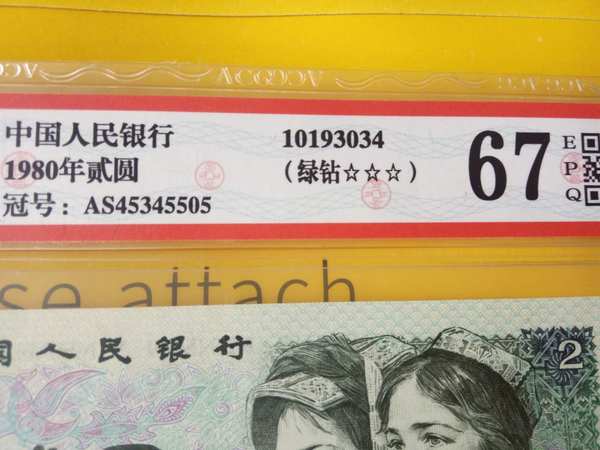 ACQQCA
中国人民银行 10193034
1980年贰圆 (绿钻☆☆☆)
冠号：AS45345505
67
E
P
Q
se attach
国人民银行
2